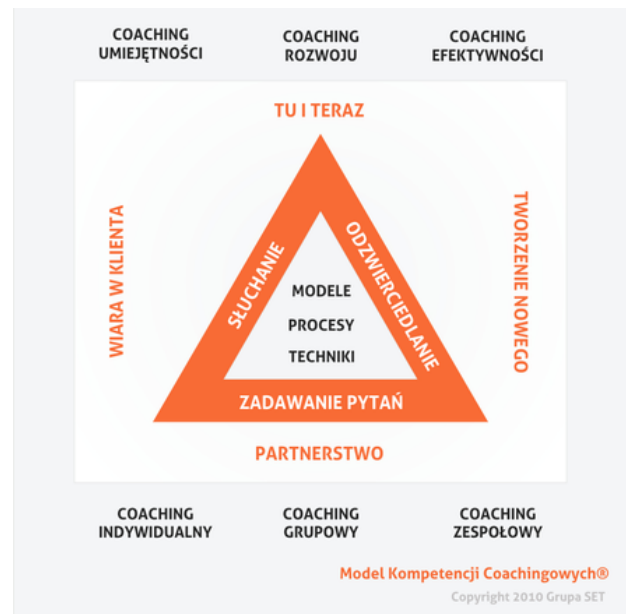 COACHING
UMIEJĘTNOŚCI
COACHING
ROZWOJU
COACHING
EFEKTYWNOŚCI
TU I TERAZ
WIARA W KLIENTA
TWORZENIE NOWEGO
SŁUCHANIE
ODZWIERCIEDLANIE
MODELE
PROCESY
TECHNIKI
ZADAWANIE PYTAŃ
PARTNERSTWO
COACHING
INDYWIDUALNY
COACHING
GRUPOWY
COACHING
ZESPOŁOWY
Model Kompetencji Coachingowych®
Copyright 2010 Grupa SET